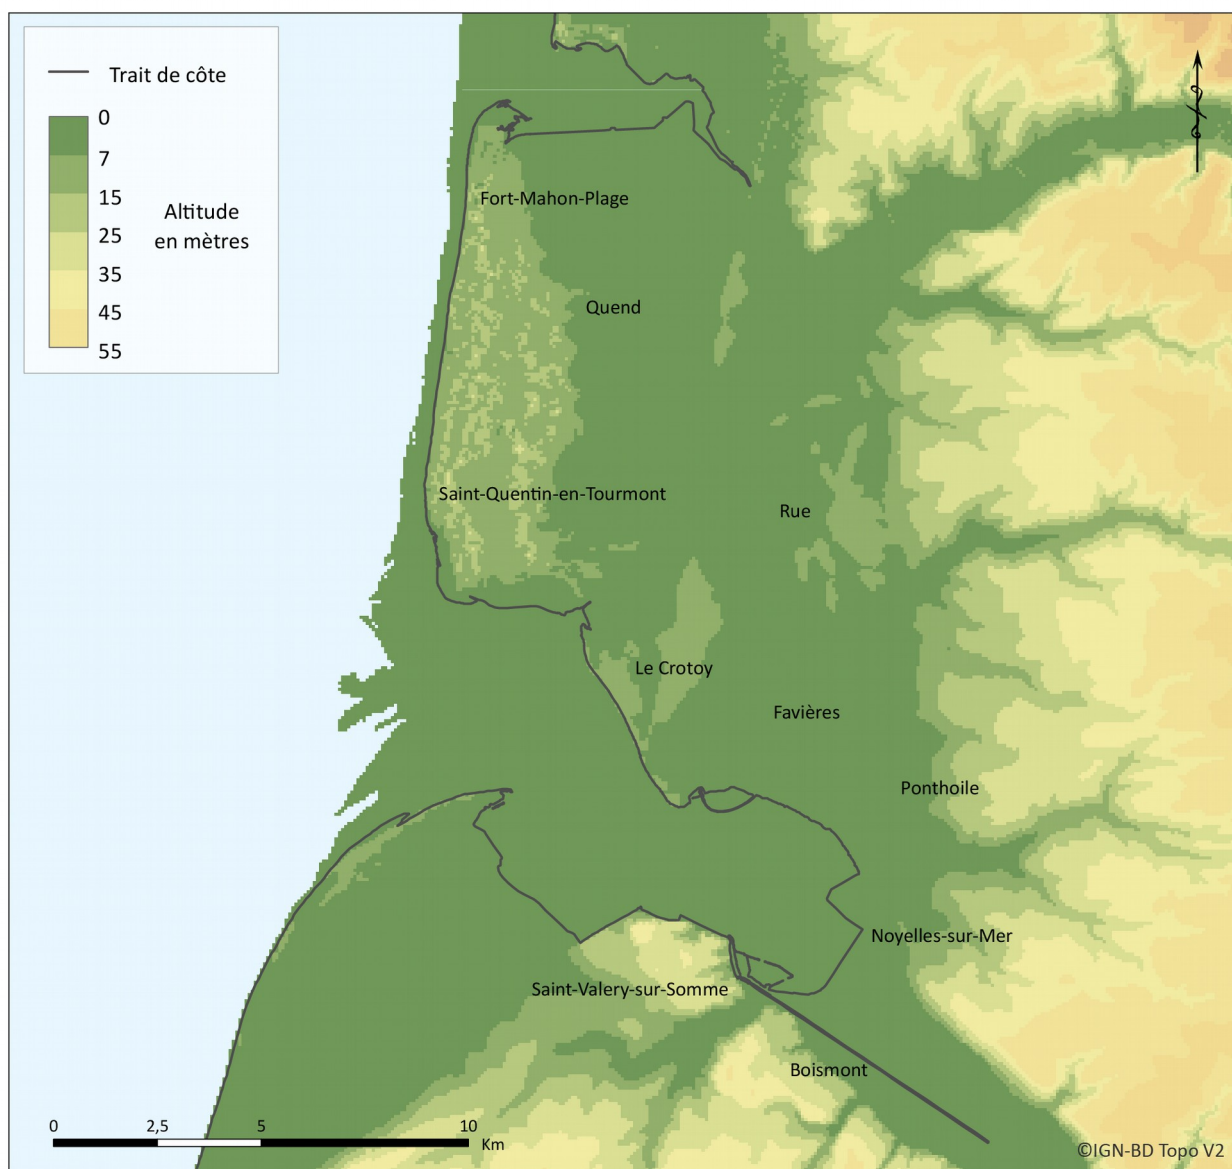 Trait de côte
0
7
15
25
35
45
55
Altitude
en mètres
Fort-Mahon-Plage
Quend
Saint-Quentin-en-Tourmont
Rue
Le Crotoy
Favières
Ponthoile
Noyelles-sur-Mer
Saint-Valery-sur-Somme
Boismont
0 2,5 5 10
Km
©IGN-BD Topo V2